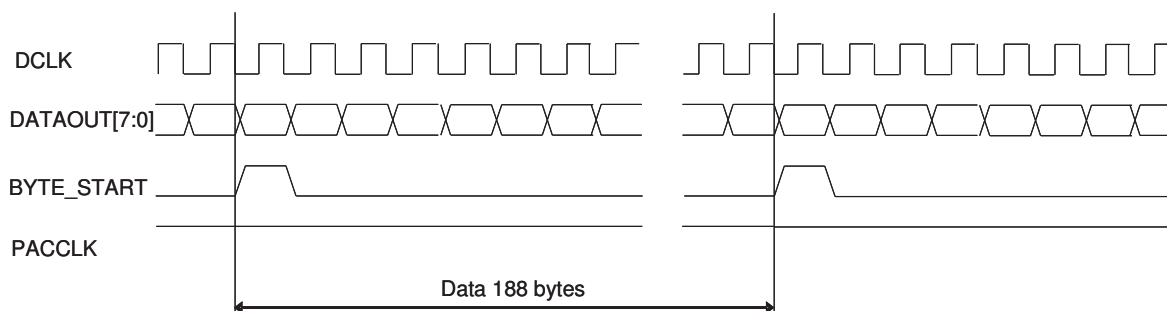 DCLK
DATAOUT[7:0]
BYTE_START
PACCLK
Data 188 bytes